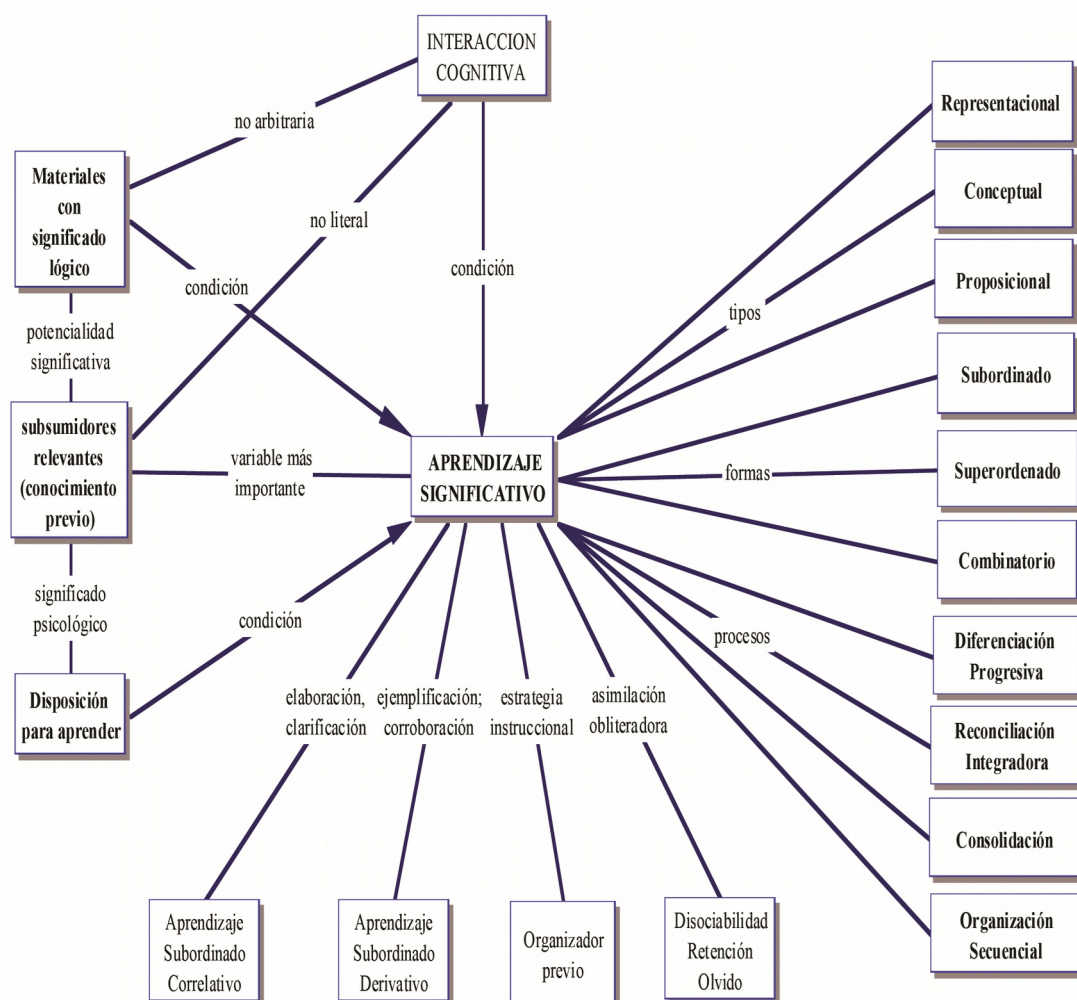 INTERACCION
COGNITIVA
no arbitraria
Materiales
con
significado
lógico
no literal
condición
condición
potencialidad
significativa
subsumidores
relevantes
(conocimiento
previo)
variable más
importante
APRENDIZAJE
SIGNIFICATIVO
significado
psicológico
condición
Disposición
para aprender
tipos
Representacional
Conceptual
Proposicional
formas
Subordinado
Superordenado
Combinatorio
procesos
Diferenciación
Progresiva
Reconciliación
Integradora
Consolidación
Organización
Secuencial
elaboración,
clarificación
ejemplificación;
corroboración
estrategia
instruccional
asimilación
obliteradora
Aprendizaje
Subordinado
Correlativo
Aprendizaje
Subordinado
Derivativo
Organizador
previo
Disociabilidad
Retención
Olvido